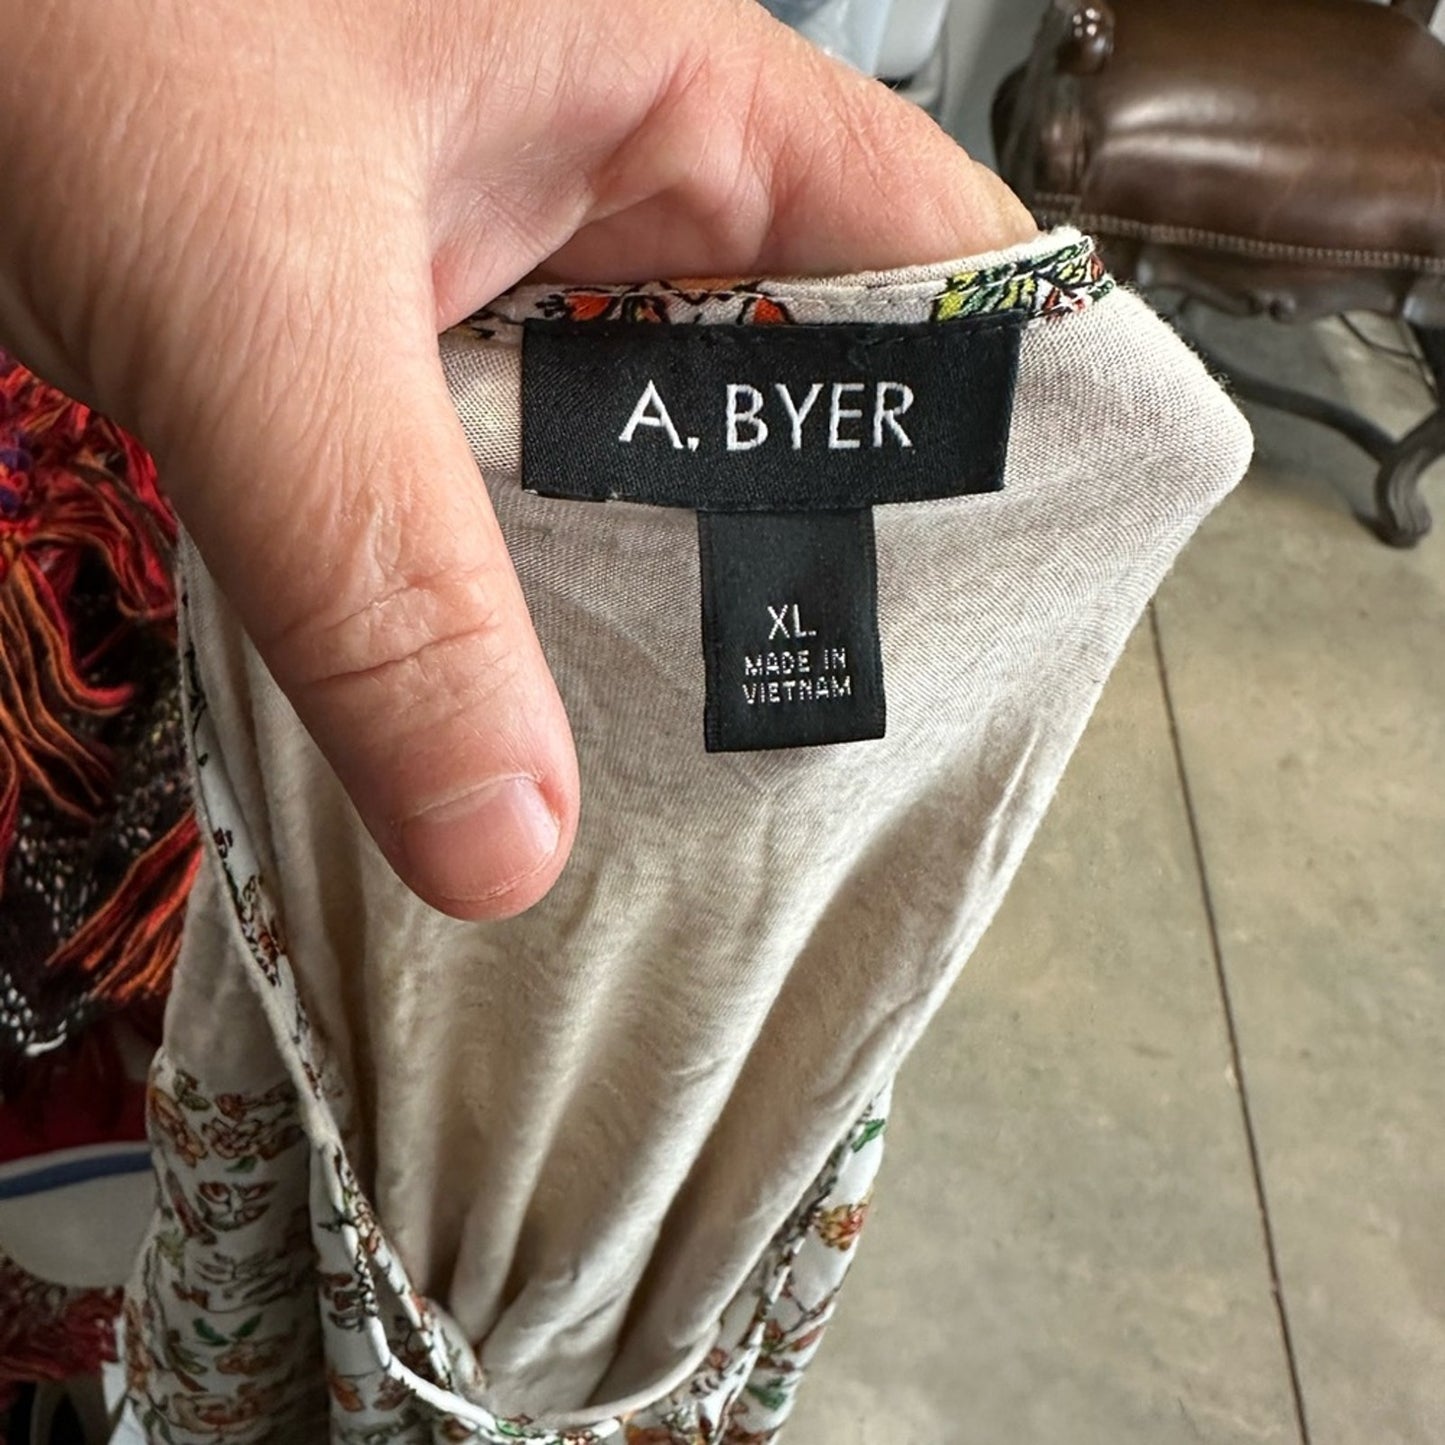 A. BYER
XL
MADE IN
VIETNAM